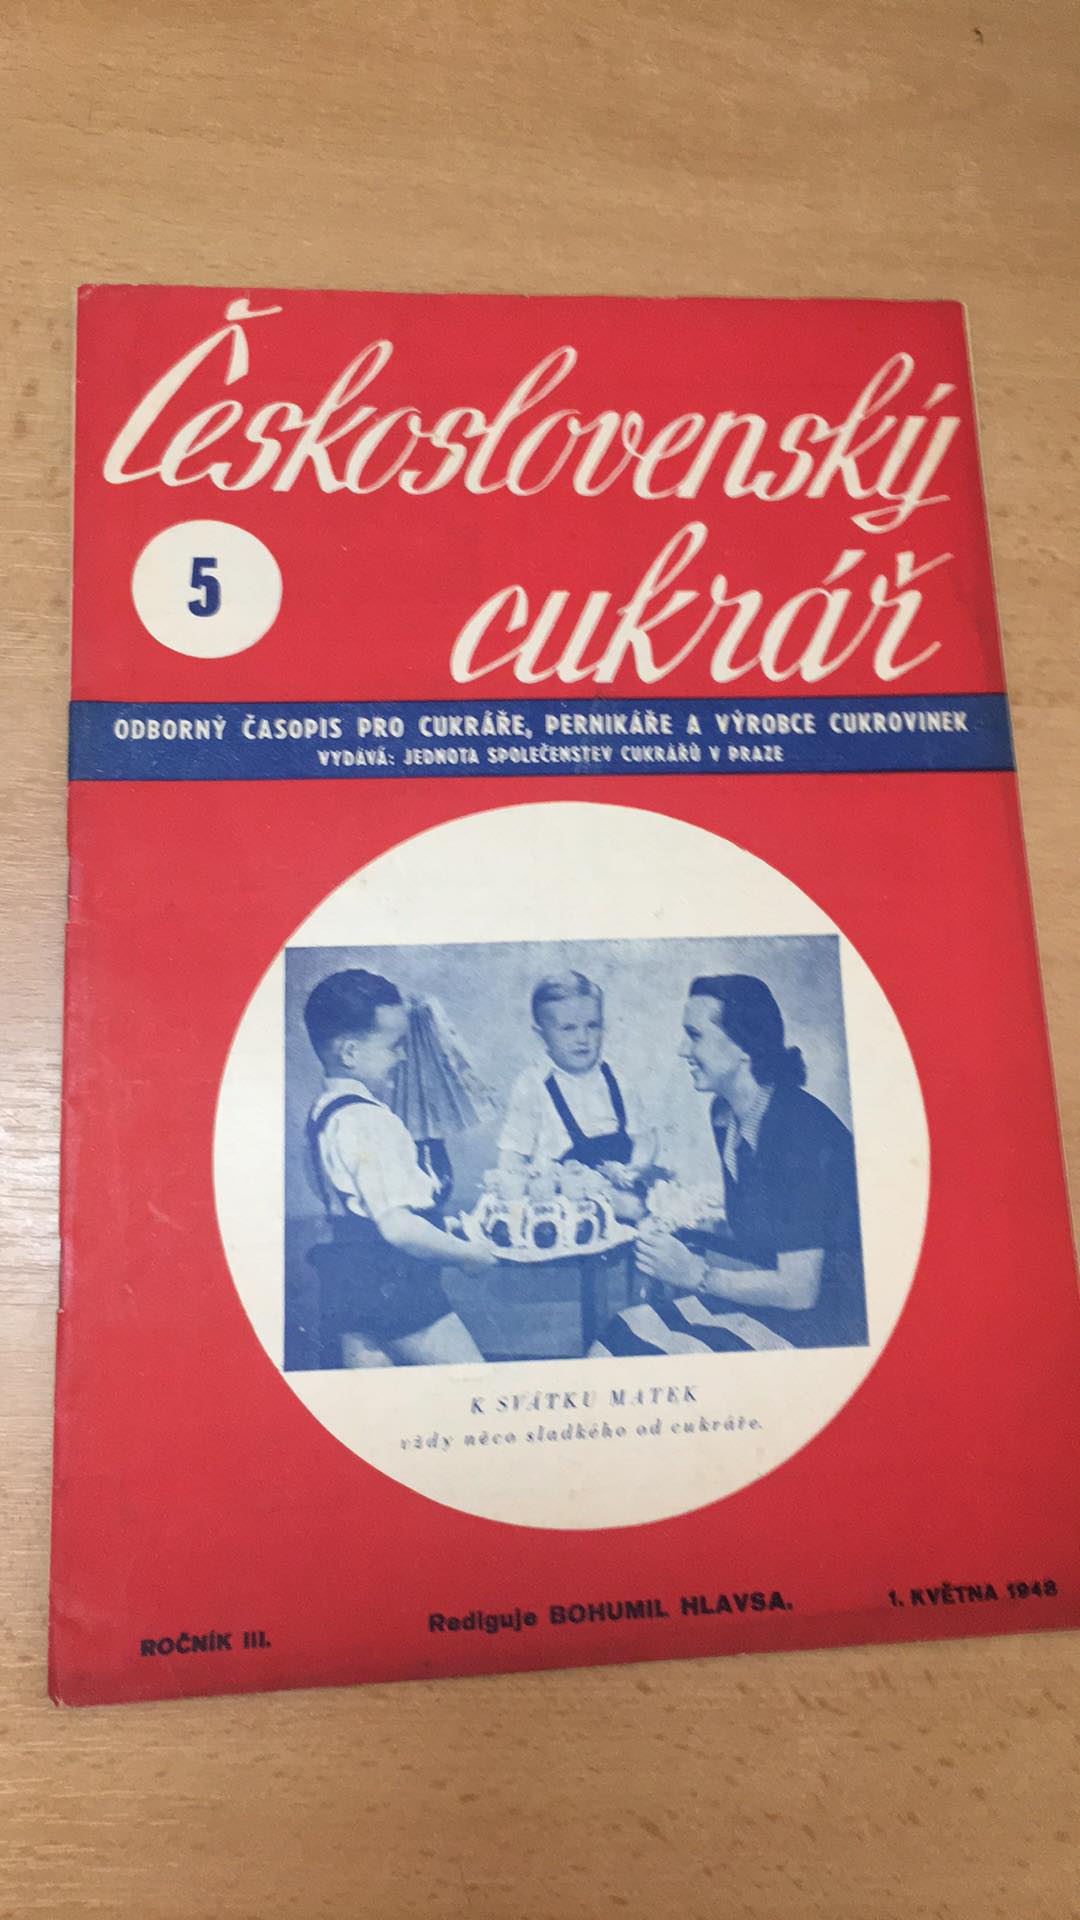 Československý
cukrář
5
ODBORNÝ ČASOPIS PRO CUKRÁŘE, PERNIKÁŘE A VÝROBCE CUKROVINEK
VYDÁVÁ: JEDNOTA SPOLEČENSTEV CUKRÁŘŮ V PRAZE
K SVÁTKU MATEK
vždy něco sladkého od cukráře.
ROČNÍK III. Rediguje BOHUMIL HLAVSA. 1. KVĚTNA 1948